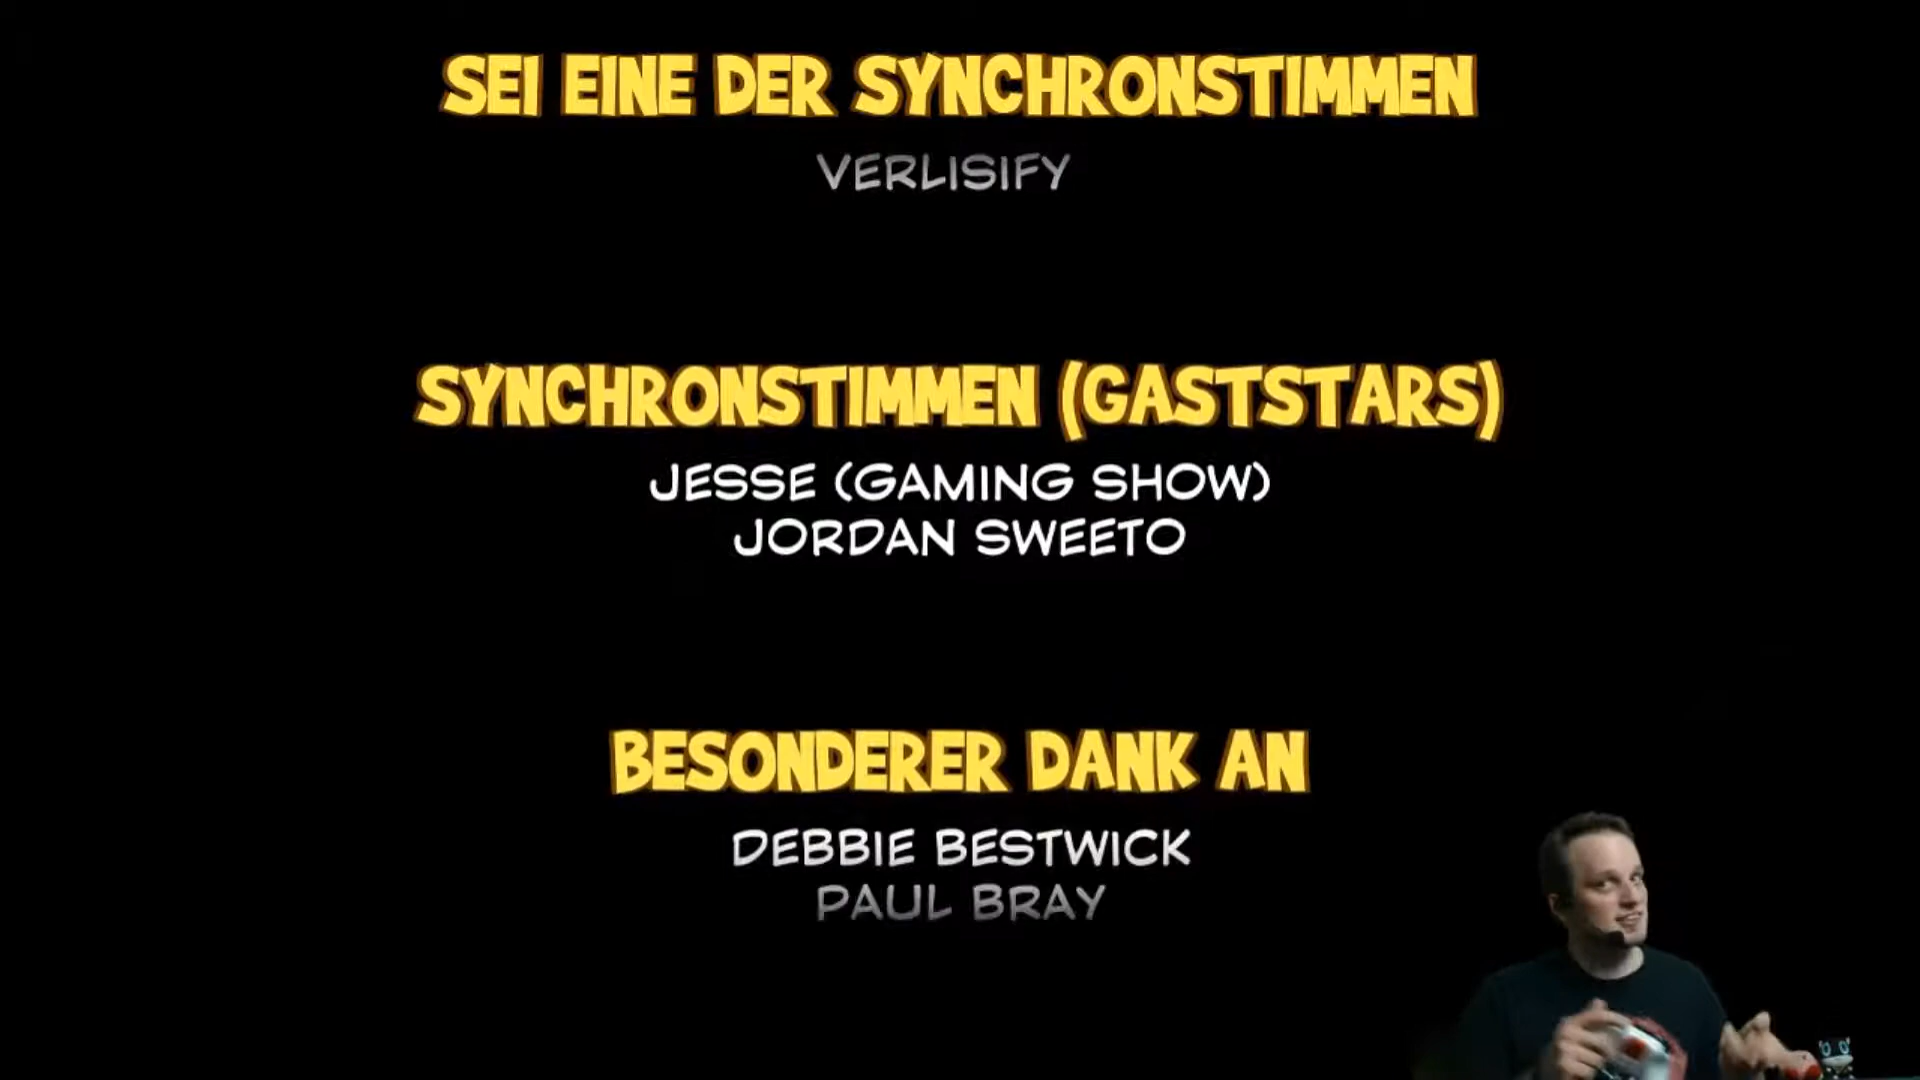 SEI EINE DER SYNCHRONSTIMMEN
VERLISIFY
SYNCHRONSTIMMEN (GASTSTARS)
JESSE (GAMING SHOW)
JORDAN SWEETO
BESONDERER DANK AN
DEBBIE BESTWICK
PAUL BRAY